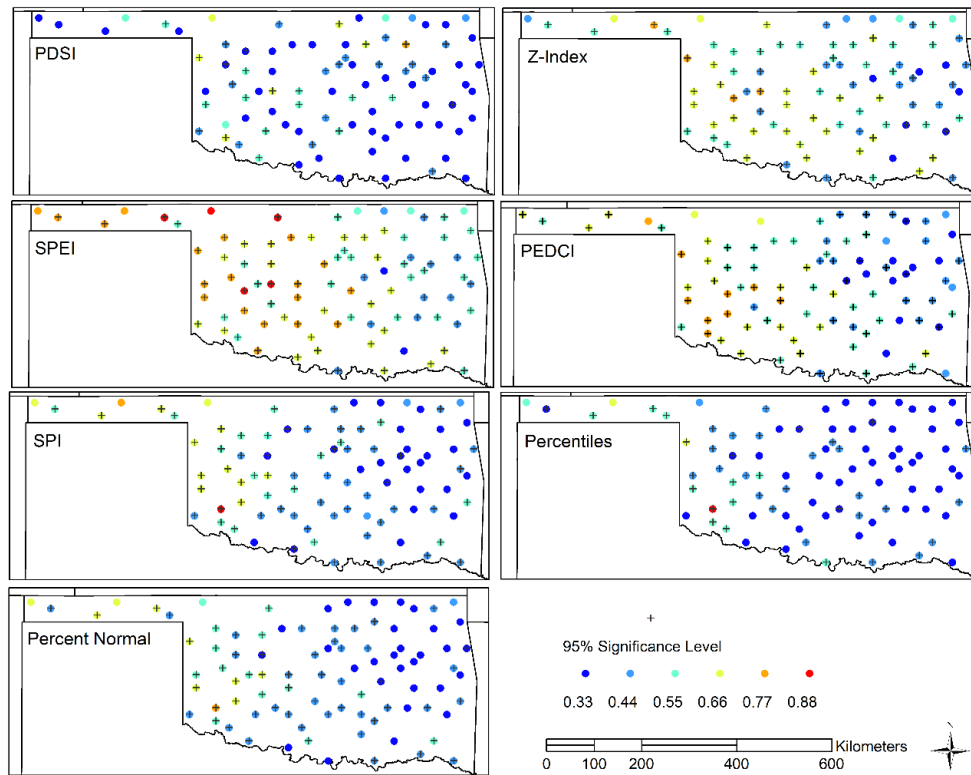 PDSI
Z-Index
SPEI
PEDCI
SPI
Percentiles
Percent Normal
95% Significance Level
0.33 0.44 0.55 0.66 0.77 0.88
Kilometers
0 100 200 400 600